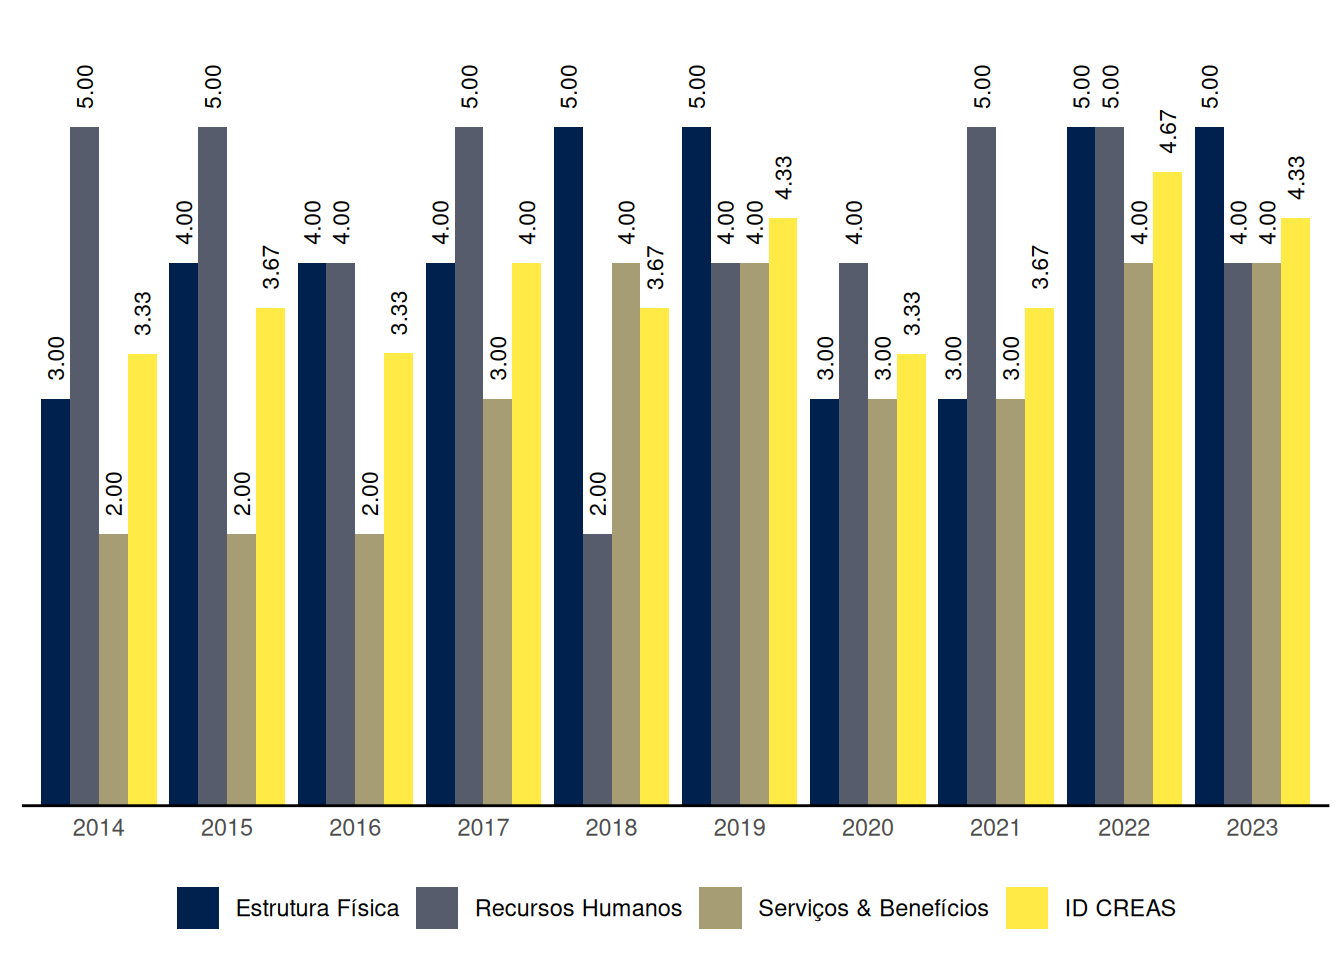 3.00 5.00 2.00 3.33 4.00 5.00 2.00 3.67 4.00 4.00 2.00 3.33 4.00 5.00 3.00 4.00 5.00 2.00 4.00 3.67 5.00 4.00 4.00 4.33 3.00 4.00 3.00 3.33 3.00 5.00 3.00 3.67 5.00 5.00 4.00 4.67 5.00 4.00 4.00 4.33
2014 2015 2016 2017 2018 2019 2020 2021 2022 2023
Estrutura Física Recursos Humanos Serviços & Benefícios ID CREAS